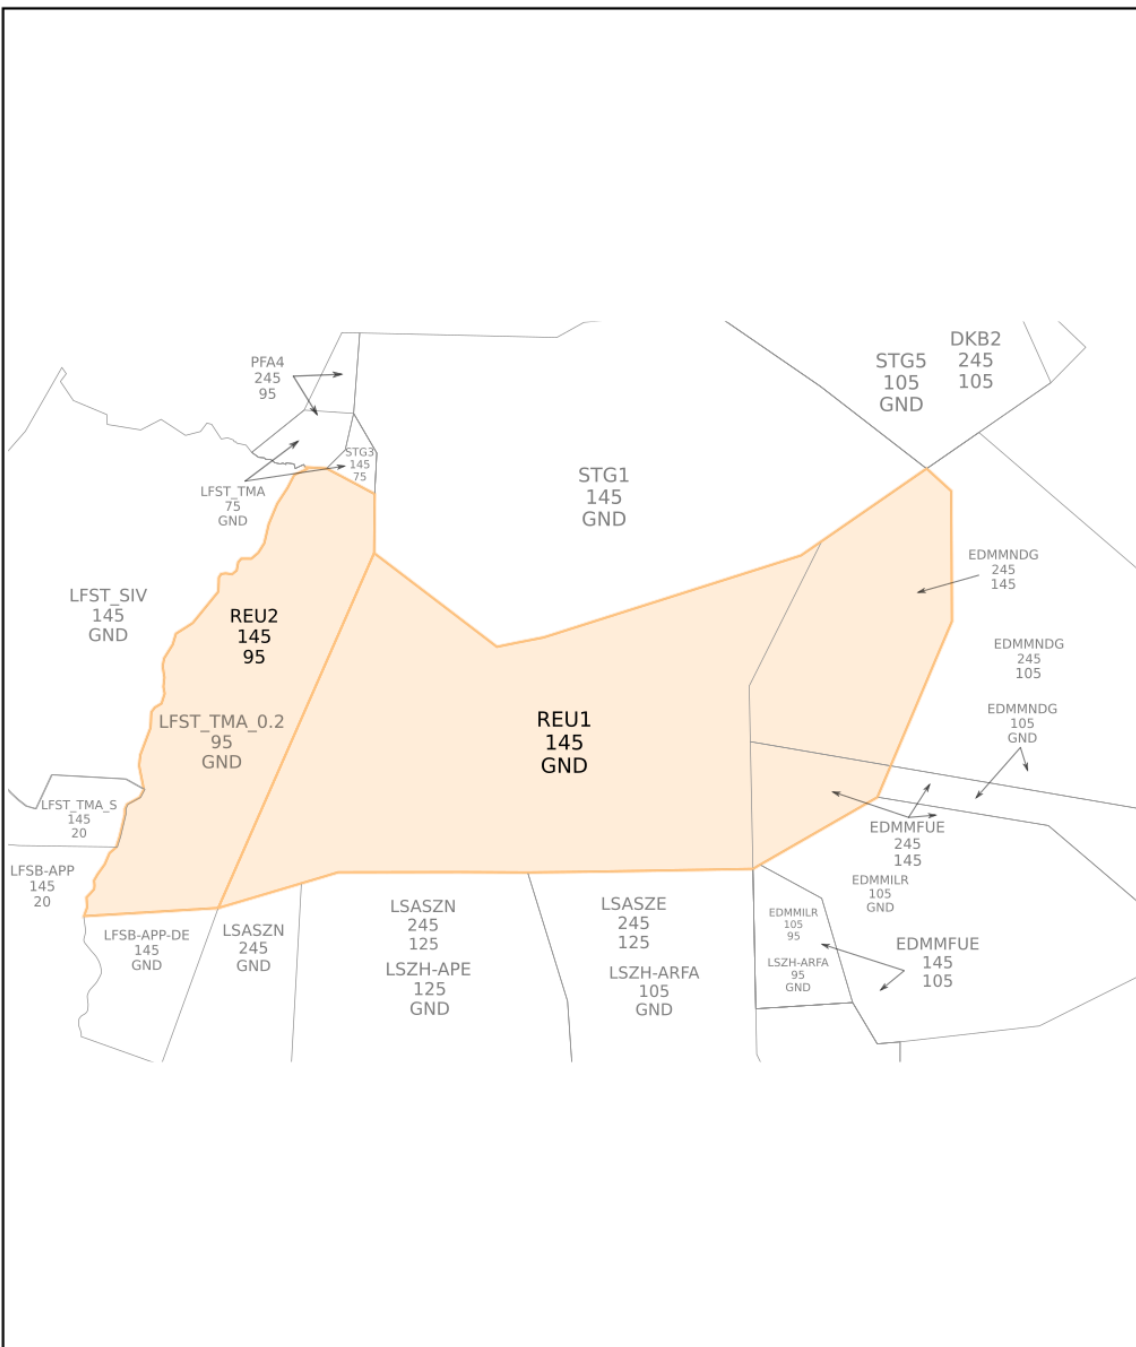 DKB2
245
105
STG5
105
GND
PFA4
245
95
STG3
145
75
STG1
145
GND
LFST_TMA
75
GND
EDMMNDG
245
145
LFST_SIV
145
GND
REU2
145
95
EDMMNDG
245
105
LFST_TMA_0.2
95
GND
REU1
145
GND
EDMMNDG
105
GND
LFST_TMA_S
145
20
EDMMFUE
245
145
LFSB-APP
145
20
EDMMILR
105
GND
LFSB-APP-DE
145
GND
LSASZN
245
GND
LSASZN
245
125
LSZH-APE
125
GND
LSASZE
245
125
LSZH-ARFA
105
GND
EDMMILR
105
95
LSZH-ARFA
95
GND
EDMMFUE
145
105